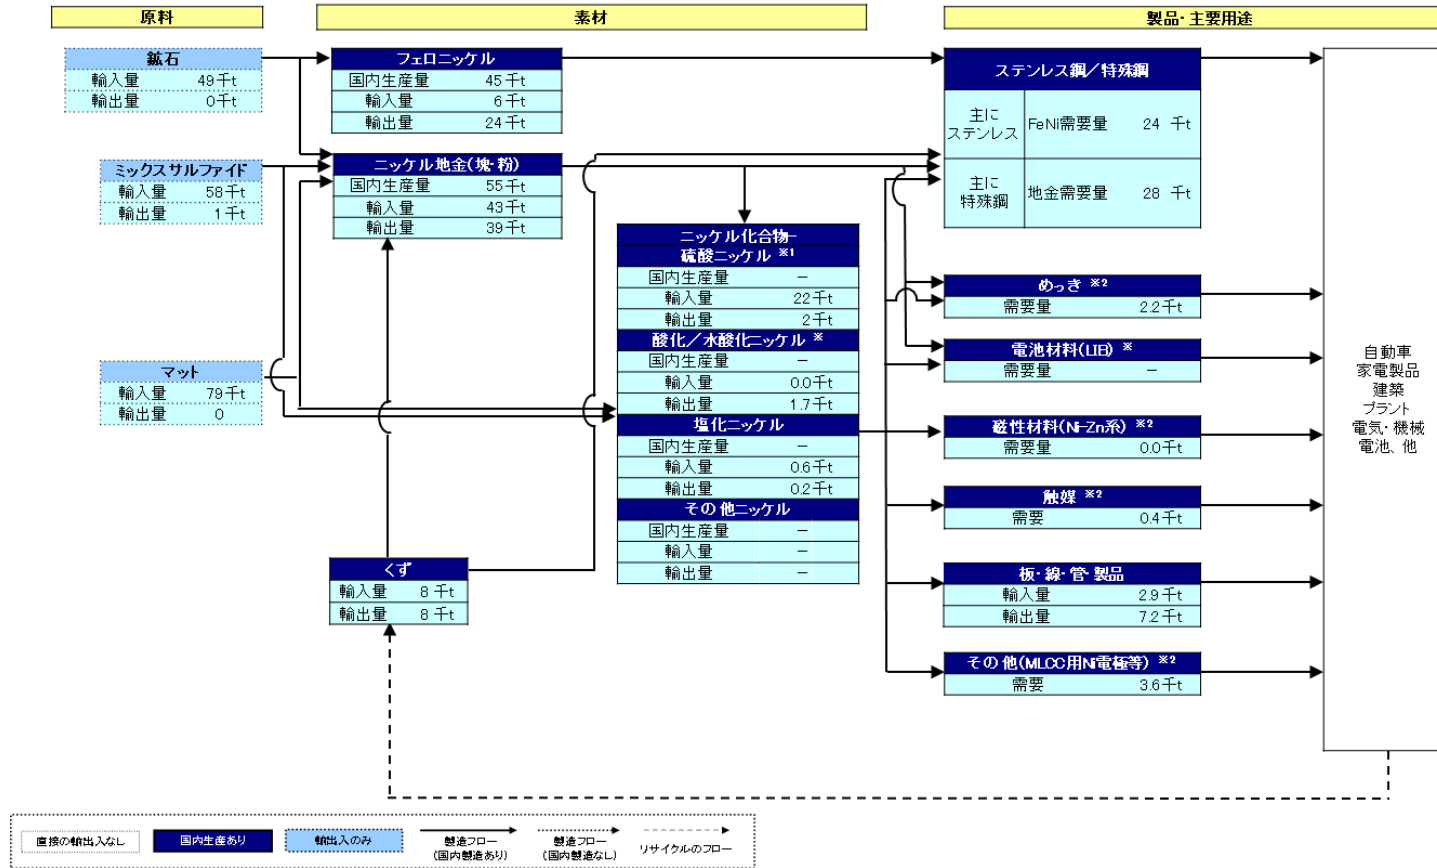 原料
素材
製品・主要用途
鉱石
輸入量 49千t
輸出量 0千t
ミックスサルファイド
輸入量 58千t
輸出量 1千t
マット
輸入量 79千t
輸出量 0
フェロニッケル
国内生産量 45千t
輸入量 6千t
輸出量 24千t
ニッケル地金(塊・粉)
国内生産量 55千t
輸入量 43千t
輸出量 39千t
くず
輸入量 8千t
輸出量 8千t
ニッケル化合物ー
硫酸ニッケル ※1
国内生産量 －
輸入量 22千t
輸出量 2千t
酸化／水酸化ニッケル ※
国内生産量 －
輸入量 0.0千t
輸出量 1.7千t
塩化ニッケル
国内生産量 －
輸入量 0.6千t
輸出量 0.2千t
その他ニッケル
国内生産量 －
輸入量 －
輸出量 －
ステンレス鋼／特殊鋼
主に
ステンレス
FeNi需要量 24 千t
主に
特殊鋼
地金需要量 28 千t
めっき ※2
需要量 2.2千t
電池材料(LIB) ※
需要量 －
磁性材料(Ni-Zn系) ※2
需要量 0.0千t
触媒 ※2
需要 0.4千t
板・線・管・製品
輸入量 2.9千t
輸出量 7.2千t
その他(MLCC用Ni電極等) ※2
需要 3.6千t
自動車
家電製品
建築
プラント
電気・機械
電池、他
直接の輸出入なし
国内生産あり
輸出入のみ
製造フロー
(国内製造あり)
製造フロー
(国内製造なし)
リサイクルのフロー